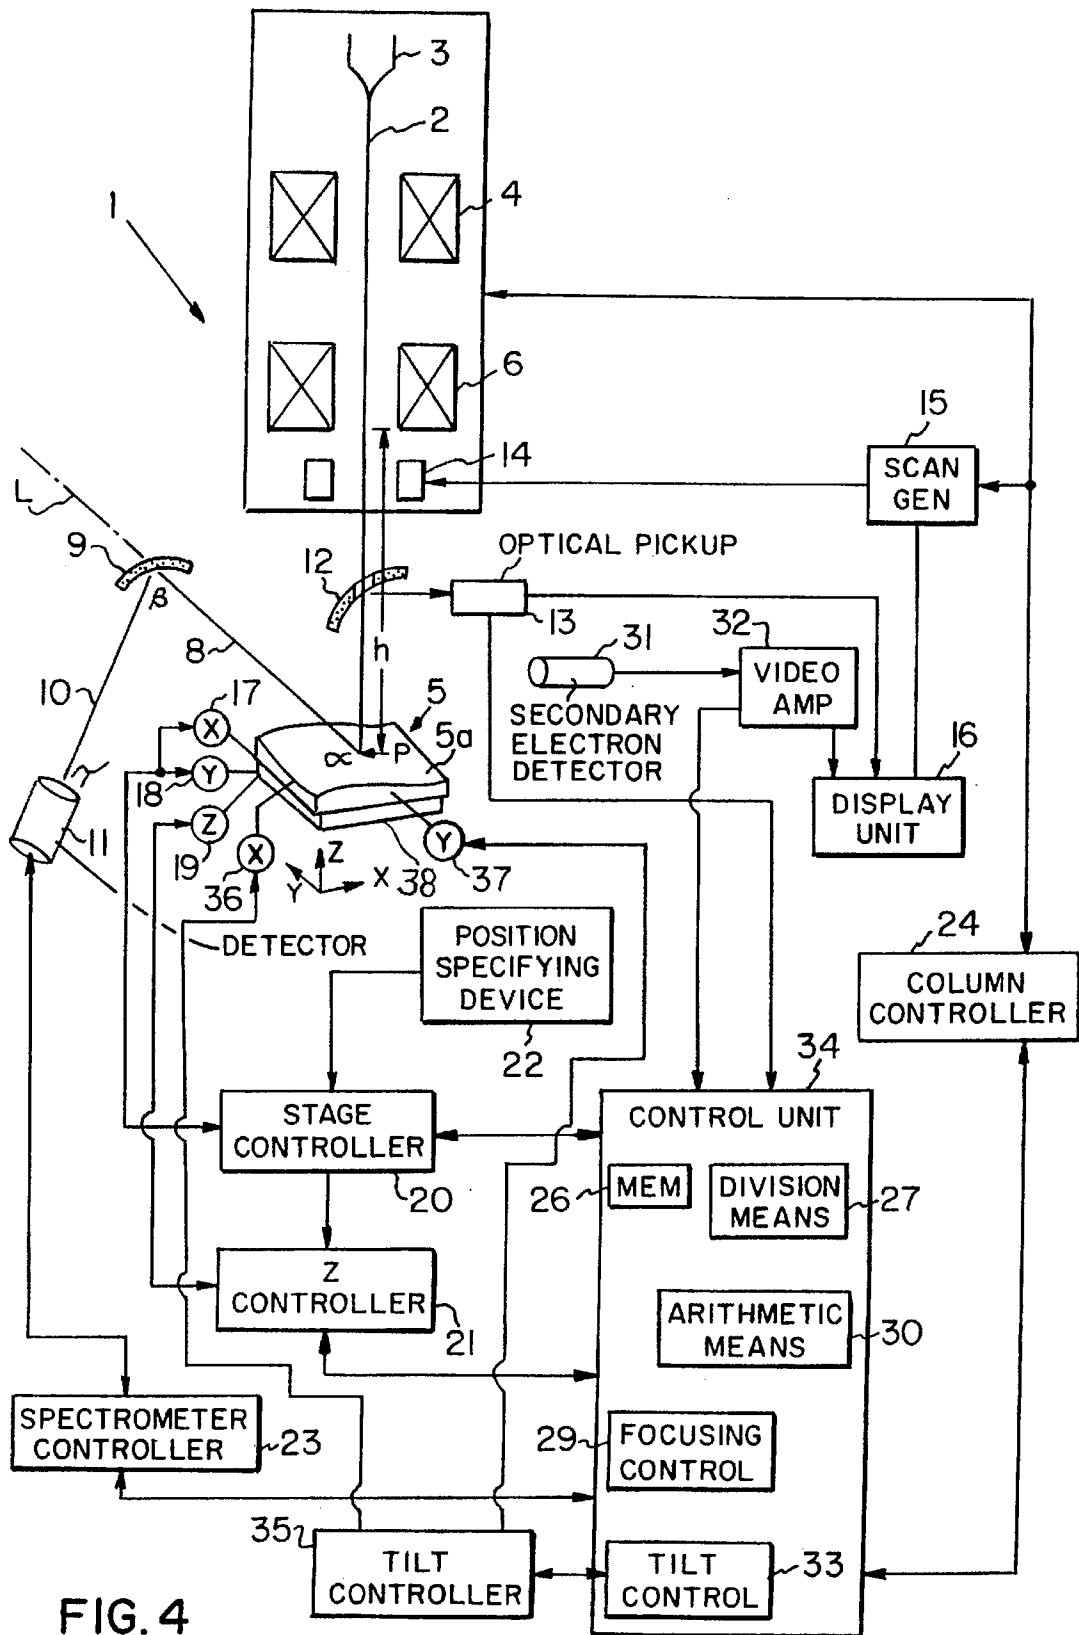 3
2
1
4
6
15
SCAN
GEN
14
L
9
β
OPTICAL PICKUP
12
13
h
31
32
VIDEO
AMP
8
10
17
X
5
5a
SECONDARY
ELECTRON
DETECTOR
α
P
Y
18
16
DISPLAY
UNIT
Z
19
11
X
36
Z
X
Y
38
Y
37
DETECTOR
POSITION
SPECIFYING
DEVICE
22
24
COLUMN
CONTROLLER
34
STAGE
CONTROLLER
20
CONTROL UNIT
26
MEM
DIVISION
MEANS
27
Z
CONTROLLER
21
ARITHMETIC
MEANS
30
SPECTROMETER
CONTROLLER
23
29
FOCUSING
CONTROL
35
TILT
CONTROLLER
TILT
CONTROL
33
FIG. 4